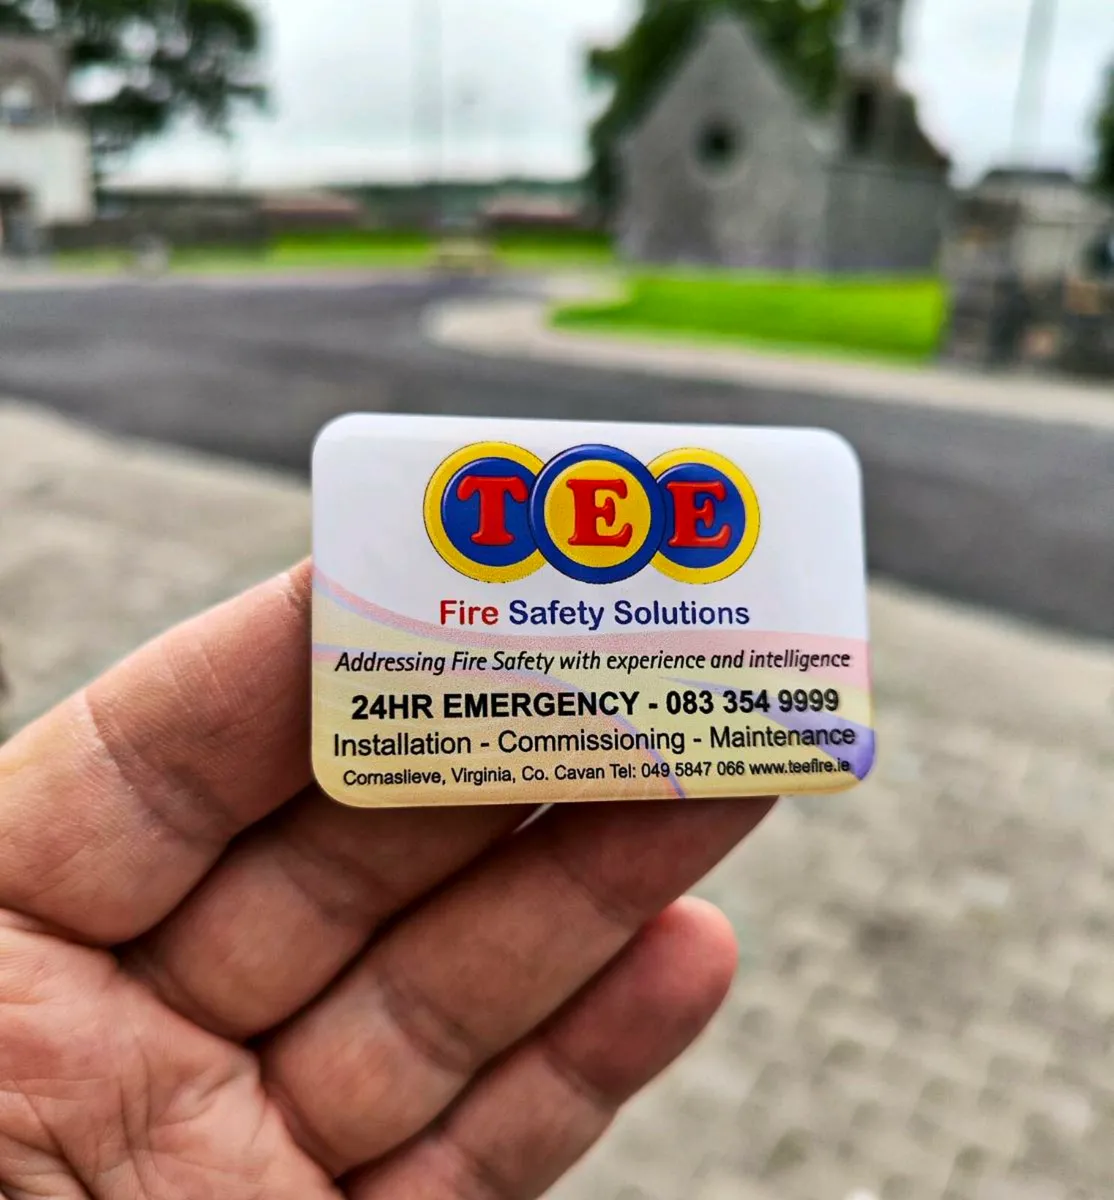 TEE
Fire Safety Solutions
Addressing Fire Safety with experience and intelligence
24HR EMERGENCY - 083 354 9999
Installation - Commissioning - Maintenance
Cornaslieve, Virginia, Co. Cavan Tel: 049 5847 066 www.teefire.ie